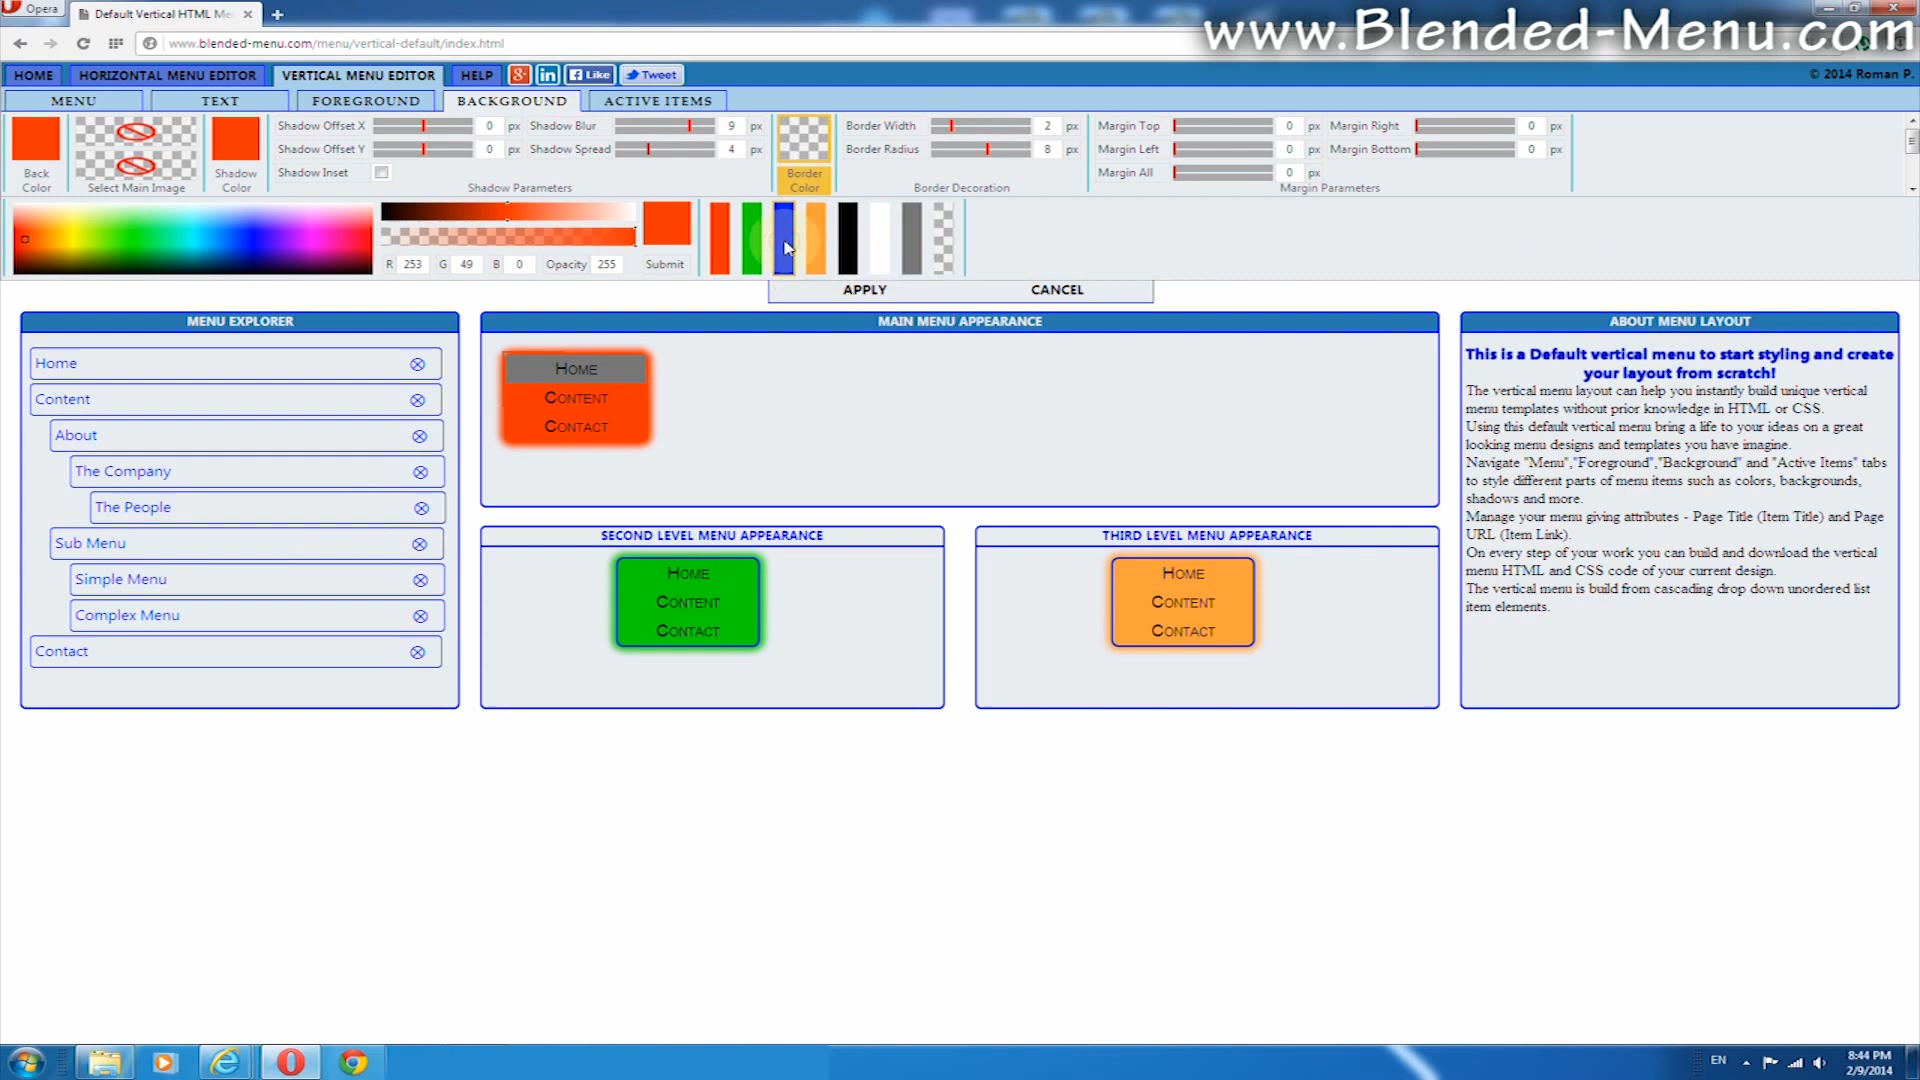 Opera
Default Vertical HTML Me
www.Blended-Menu.com
www.blended-menu.com/menu/vertical-default/index.html
HOME
HORIZONTAL MENU EDITOR
VERTICAL MENU EDITOR
HELP
Like
Tweet
© 2014 Roman P.
MENU
TEXT
FOREGROUND
BACKGROUND
ACTIVE ITEMS
Back
Color
Select Main Image
Shadow
Color
Shadow Offset X 0 px
Shadow Blur 9 px
Shadow Offset Y 0 px
Shadow Spread 4 px
Shadow Inset
Shadow Parameters
Border
Color
Border Width 2 px
Border Radius 8 px
Border Decoration
Margin Top 0 px
Margin Right 0 px
Margin Left 0 px
Margin Bottom 0 px
Margin All 0 px
Margin Parameters
R 253 G 49 B 0 Opacity 255 Submit
APPLY
CANCEL
MENU EXPLORER
Home
Content
About
The Company
The People
Sub Menu
Simple Menu
Complex Menu
Contact
MAIN MENU APPEARANCE
HOME
CONTENT
CONTACT
SECOND LEVEL MENU APPEARANCE
HOME
CONTENT
CONTACT
THIRD LEVEL MENU APPEARANCE
HOME
CONTENT
CONTACT
ABOUT MENU LAYOUT
This is a Default vertical menu to start styling and create
your layout from scratch!
The vertical menu layout can help you instantly build unique vertical
menu templates without prior knowledge in HTML or CSS.
Using this default vertical menu bring a life to your ideas on a great
looking menu designs and templates you have imagine.
Navigate "Menu","Foreground","Background" and "Active Items" tabs
to style different parts of menu items such as colors, backgrounds,
shadows and more.
Manage your menu giving attributes - Page Title (Item Title) and Page
URL (Item Link).
On every step of your work you can build and download the vertical
menu HTML and CSS code of your current design.
The vertical menu is build from cascading drop down unordered list
item elements.
EN
8:44 PM
2/9/2014